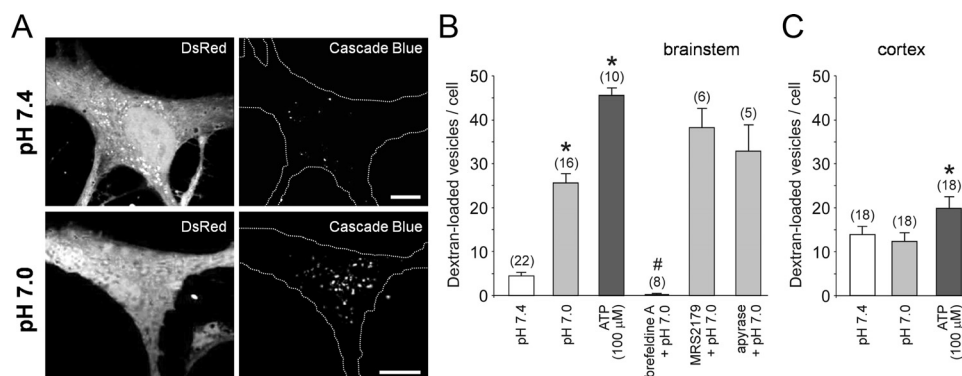 A
DsRed
Cascade Blue
pH 7.4
DsRed
Cascade Blue
pH 7.0
B
brainstem
Dextran-loaded vesicles / cell
50
40
30
20
10
0
(22)
*
(16)
*
(10)
#
(8)
(6)
(5)
pH 7.4
pH 7.0
ATP
(100 µM)
brefeldine A
+ pH 7.0
MRS2179
+ pH 7.0
apyrase
+ pH 7.0
C
cortex
Dextran-loaded vesicles / cell
50
40
30
20
10
0
(18)
(18)
*
(18)
pH 7.4
pH 7.0
ATP
(100 µM)